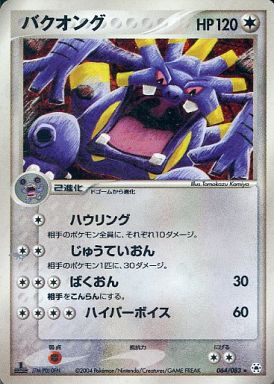 バクオング HP120
Illus.Tomokazu Komiya
2進化 ドゴームから進化
ハウリング
相手のポケモン全員に、それぞれ10ダメージ。
じゅうていおん
相手のポケモン1匹に、30ダメージ。
ばくおん 30
相手をこんらんにする。
ハイパーボイス 60
弱点 抵抗力 にげる
©2004 Pokémon/Nintendo/Creatures/GAME FREAK 064/082 ★